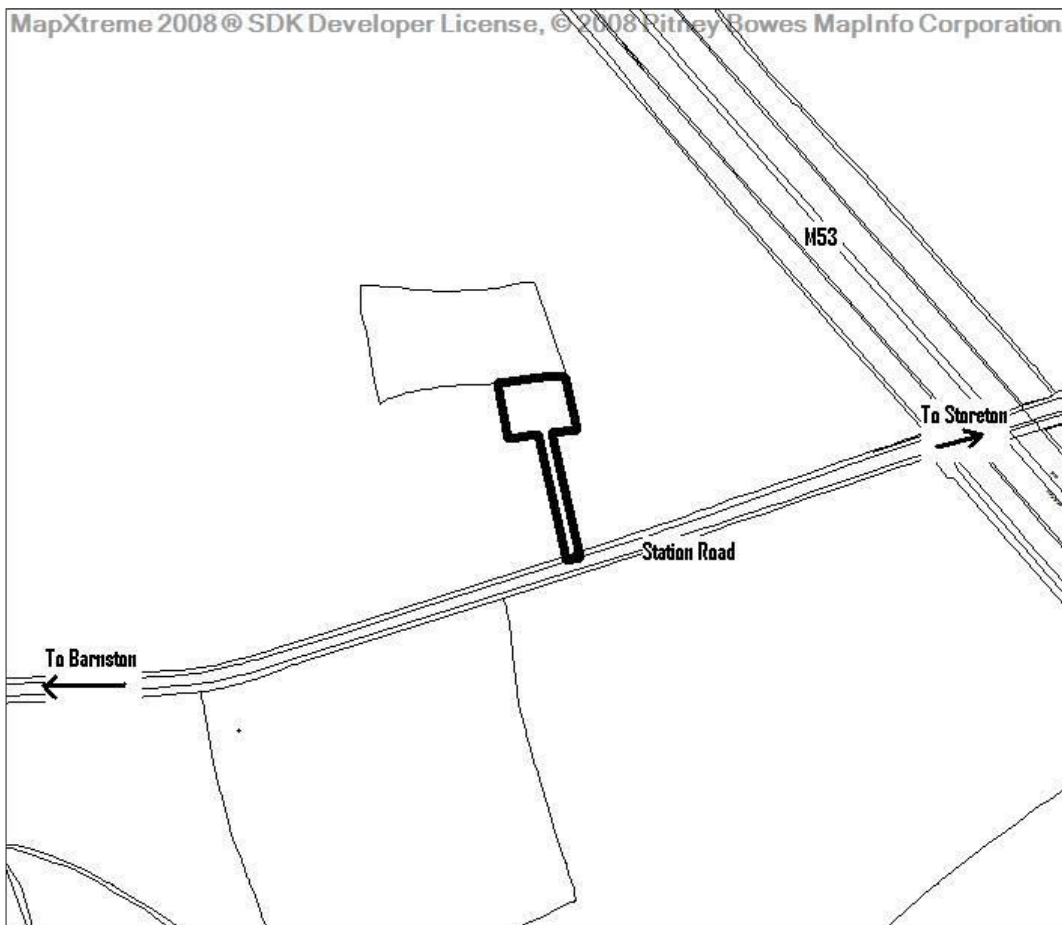 MapXtreme 2008 ® SDK Developer License, © 2008 Pitney Bowes MapInfo Corporation
M53
To Storeton
Station Road
To Barnston